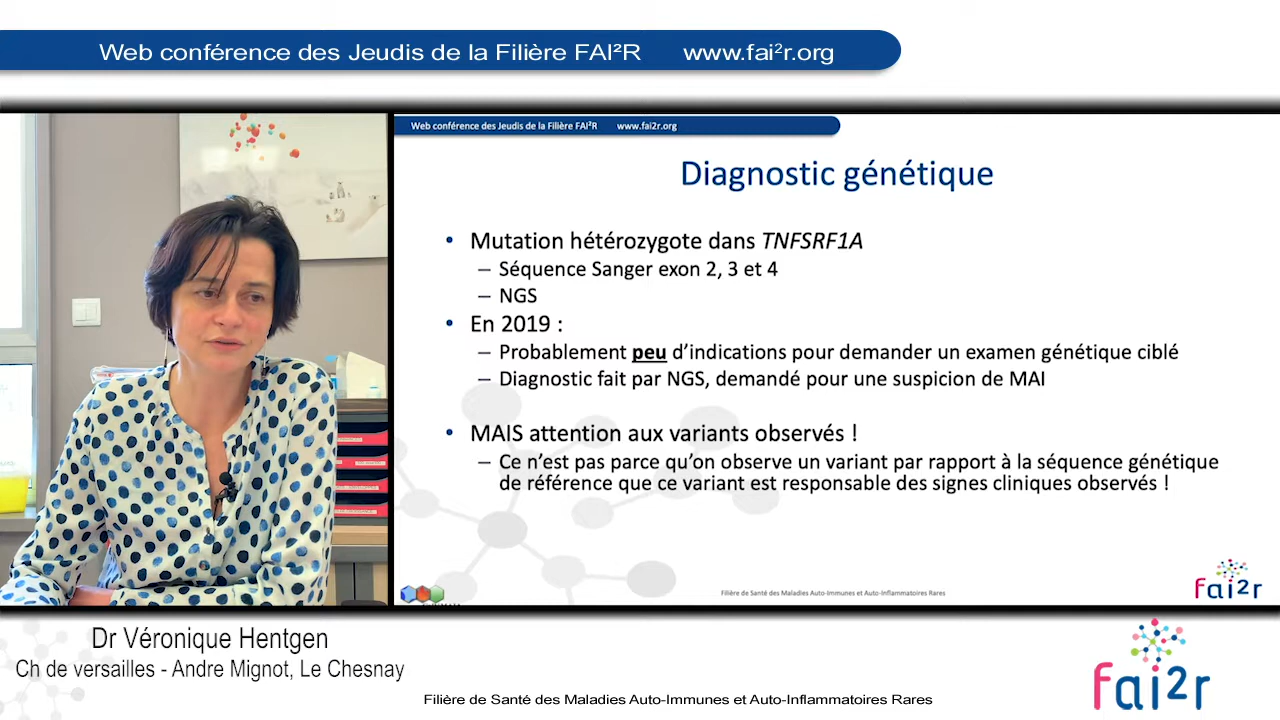 Web conférence des Jeudis de la Filière FAI²R www.fai²r.org
Web conférence des Jeudis de la Filière FAI²R www.fai2r.org
Diagnostic génétique
• Mutation hétérozygote dans TNFSRF1A
– Séquence Sanger exon 2, 3 et 4
– NGS
• En 2019 :
– Probablement peu d'indications pour demander un examen génétique ciblé
– Diagnostic fait par NGS, demandé pour une suspicion de MAI
• MAIS attention aux variants observés !
– Ce n'est pas parce qu'on observe un variant par rapport à la séquence génétique
de référence que ce variant est responsable des signes cliniques observés !
Filière de Santé des Maladies Auto-Immunes et Auto-Inflammatoires Rares
fai2r
Dr Véronique Hentgen
Ch de versailles - Andre Mignot, Le Chesnay
fai2r
Filière de Santé des Maladies Auto-Immunes et Auto-Inflammatoires Rares